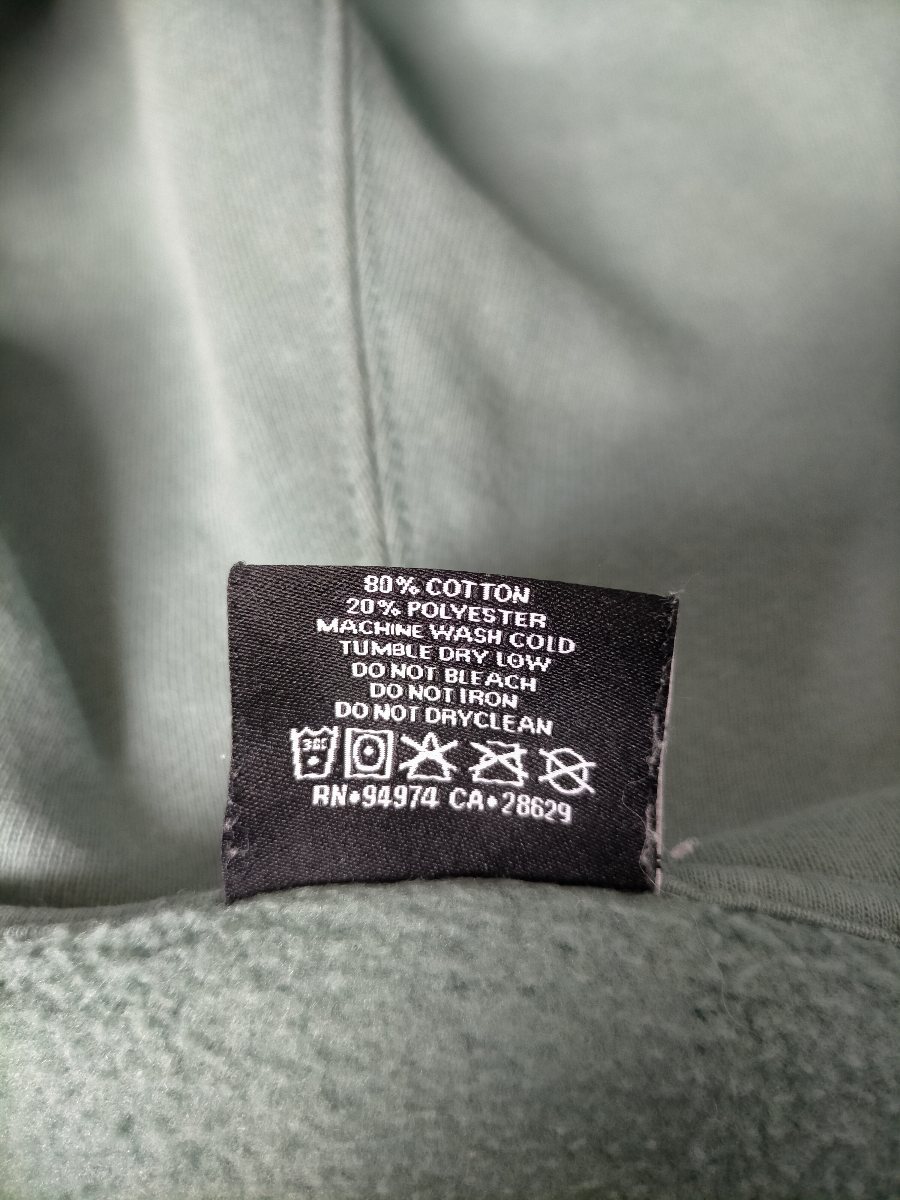 80% COTTON
20% POLYESTER
MACHINE WASH COLD
TUMBLE DRY LOW
DO NOT BLEACH
DO NOT IRON
DO NOT DRYCLEAN
30C
RN•94974 CA•28629